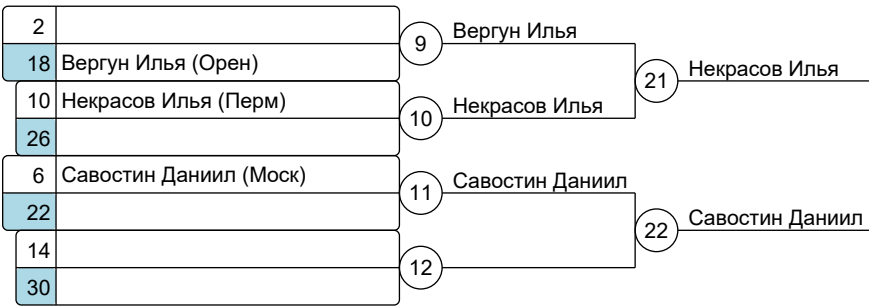 2
9 Вергун Илья
18 Вергун Илья (Орен)
21 Некрасов Илья
10 Некрасов Илья (Перм)
10 Некрасов Илья
26
6 Савостин Даниил (Моск)
11 Савостин Даниил
22
22 Савостин Даниил
14
12
30